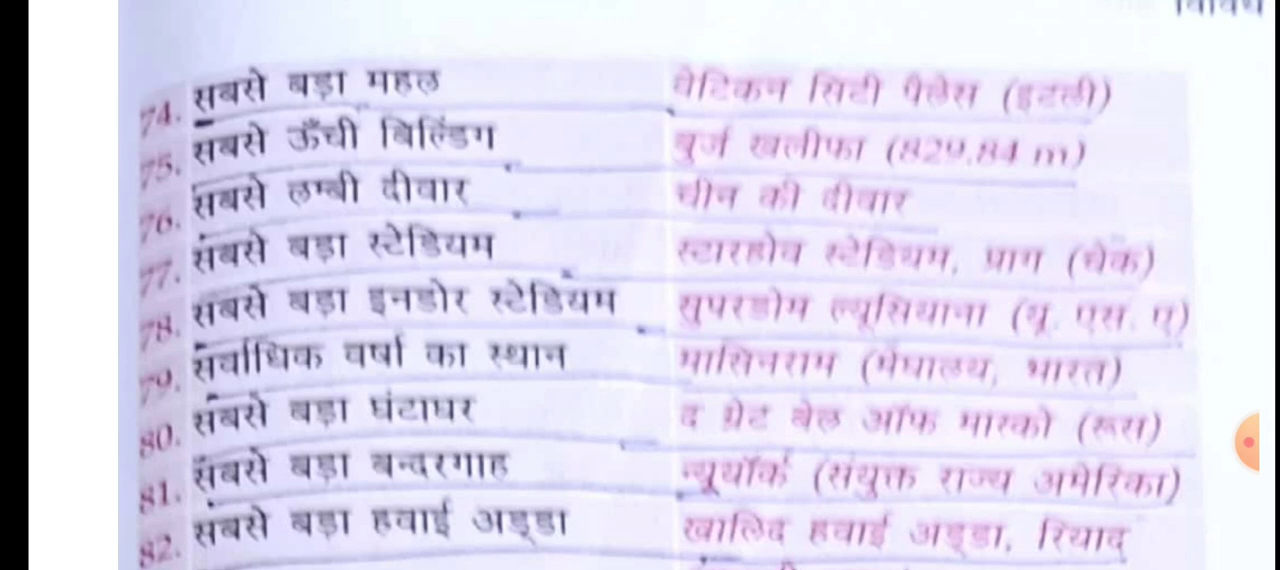 विविध
74. सबसे बड़ा महल वेटिकन सिटी पैलेस (इटली)
75. सबसे ऊँची बिल्डिंग बुर्ज खलीफा (829.84 m)
76. सबसे लम्बी दीवार चीन की दीवार
77. सबसे बड़ा स्टेडियम स्टारहोव स्टेडियम, प्राग (चेक)
78. सबसे बड़ा इनडोर स्टेडियम सुपरडोम ल्यूसियाना (यू. एस. ए)
79. सर्वाधिक वर्षा का स्थान मासिनराम (मेघालय, भारत)
80. सबसे बड़ा घंटाघर द ग्रेट बेल ऑफ मास्को (रूस)
81. सबसे बड़ा बन्दरगाह न्यूयॉर्क (संयुक्त राज्य अमेरिका)
82. सबसे बड़ा हवाई अड्डा खालिद हवाई अड्डा, रियाद